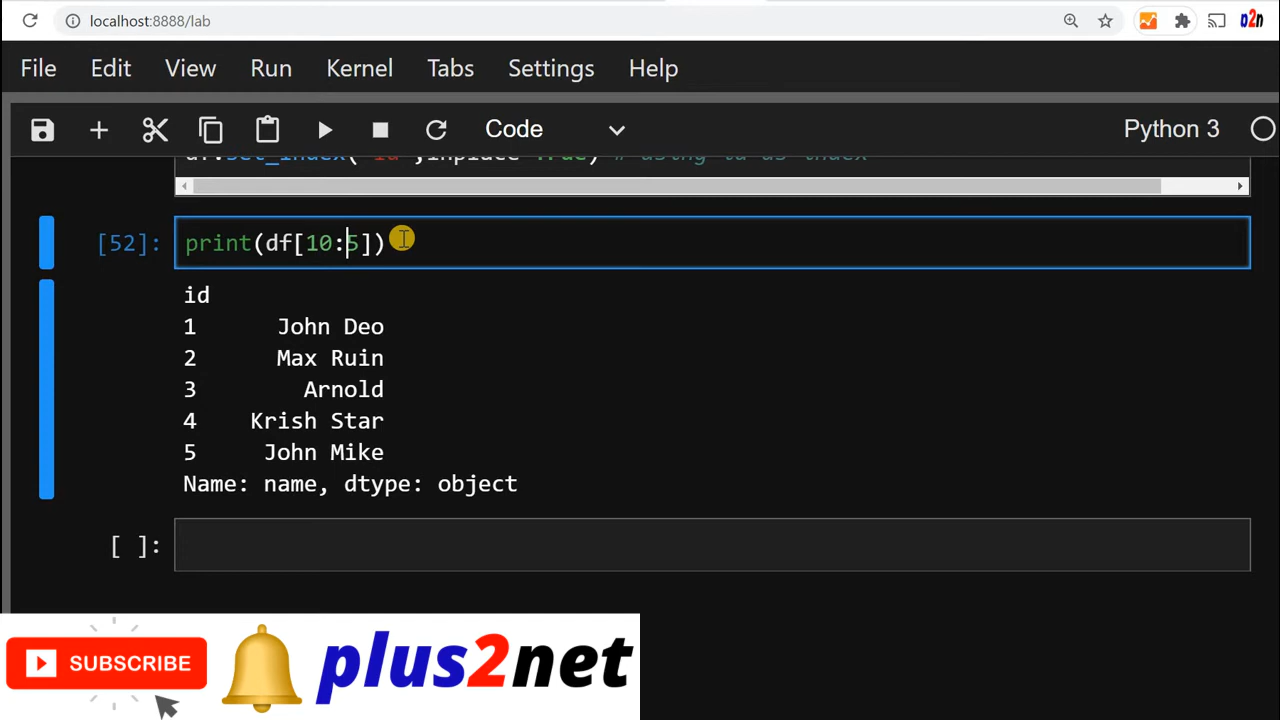 localhost:8888/lab
o2n
File Edit View Run Kernel Tabs Settings Help
Code Python 3
[52]: print(df[10:5])
id
1 John Deo
2 Max Ruin
3 Arnold
4 Krish Star
5 John Mike
Name: name, dtype: object
[ ]:
SUBSCRIBE
plus2net